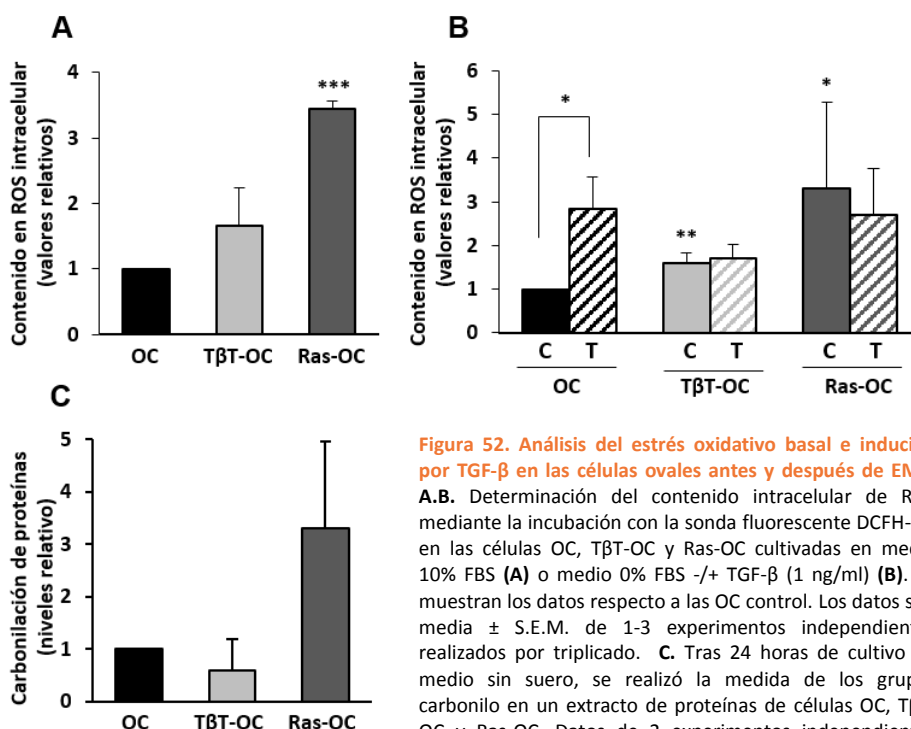 A
Contenido en ROS intracelular
(valores relativos)
4
3
2
1
0
***
OC TβT-OC Ras-OC
B
Contenido en ROS intracelular
(valores relativos)
6
5
4
3
2
1
0
*
**
*
C T C T C T
OC TβT-OC Ras-OC
C
Carbonilación de proteínas
(niveles relativo)
5
4
3
2
1
0
OC TβT-OC Ras-OC
Figura 52. Análisis del estrés oxidativo basal e induci
por TGF-β en las células ovales antes y después de EM
A.B. Determinación del contenido intracelular de R
mediante la incubación con la sonda fluorescente DCFH-
en las células OC, TβT-OC y Ras-OC cultivadas en med
10% FBS (A) o medio 0% FBS -/+ TGF-β (1 ng/ml) (B).
muestran los datos respecto a las OC control. Los datos s
media ± S.E.M. de 1-3 experimentos independient
realizados por triplicado. C. Tras 24 horas de cultivo
medio sin suero, se realizó la medida de los grup
carbonilo en un extracto de proteínas de células OC, Tβ